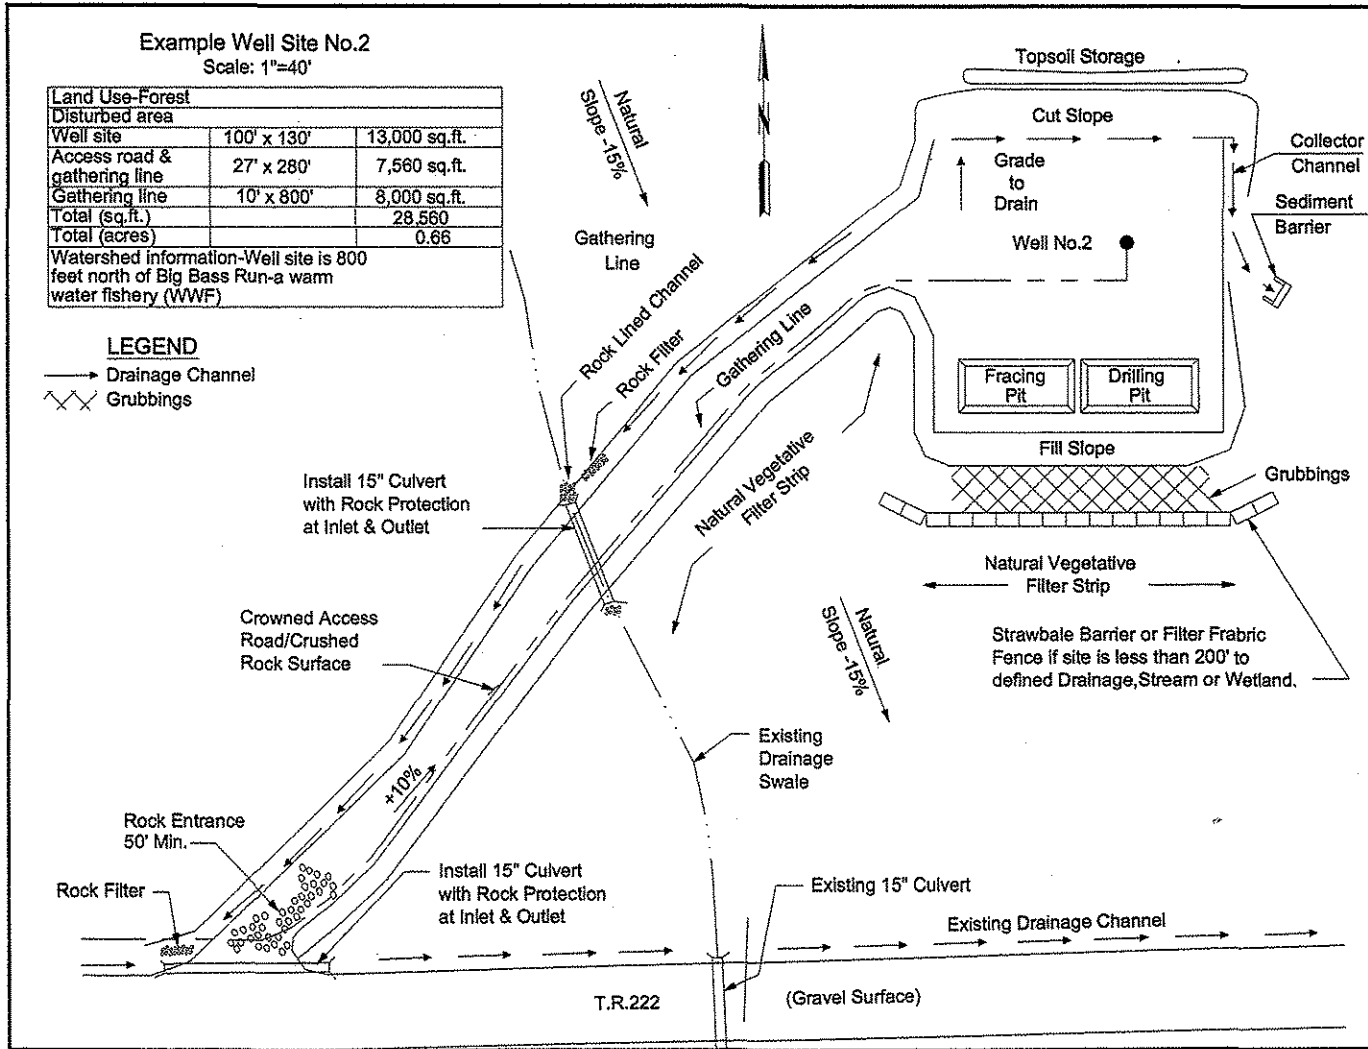 Example Well Site No.2
Scale: 1"=40'
Land Use-Forest
Disturbed area
Well site 100' x 130' 13,000 sq.ft.
Access road &
gathering line 27' x 280' 7,560 sq.ft.
Gathering line 10' x 800' 8,000 sq.ft.
Total (sq.ft.) 28,560
Total (acres) 0.66
Watershed information-Well site is 800
feet north of Big Bass Run-a warm
water fishery (WWF)
LEGEND
Drainage Channel
Grubbings
Natural
Slope -15%
N
Gathering
Line
Topsoil Storage
Cut Slope
Grade
to
Drain
Collector
Channel
Sediment
Barrier
Well No.2
Rock Lined Channel
Rock Filter
Gathering Line
Fracing
Pit
Drilling
Pit
Fill Slope
Grubbings
Install 15" Culvert
with Rock Protection
at Inlet & Outlet
Natural Vegetative
Filter Strip
Natural Vegetative
Filter Strip
Crowned Access
Road/Crushed
Rock Surface
Natural
Slope -15%
Strawbale Barrier or Filter Frabric
Fence if site is less than 200' to
defined Drainage,Stream or Wetland.
Existing
Drainage
Swale
+10%
Rock Entrance
50' Min.
Rock Filter
Install 15" Culvert
with Rock Protection
at Inlet & Outlet
Existing 15" Culvert
Existing Drainage Channel
T.R.222
(Gravel Surface)